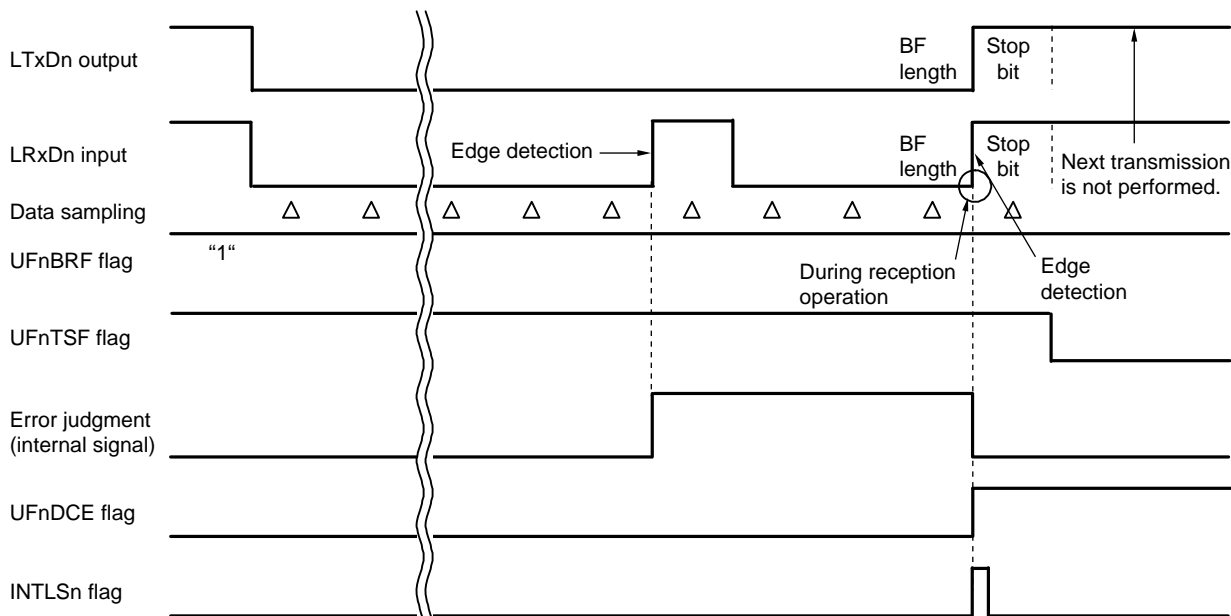 LTxDn output
BF
length
Stop
bit
LRxDn input
Edge detection
BF
length
Stop
bit
Next transmission
is not performed.
Data sampling
“1“
UFnBRF flag
During reception
operation
Edge
detection
UFnTSF flag
Error judgment
(internal signal)
UFnDCE flag
INTLSn flag